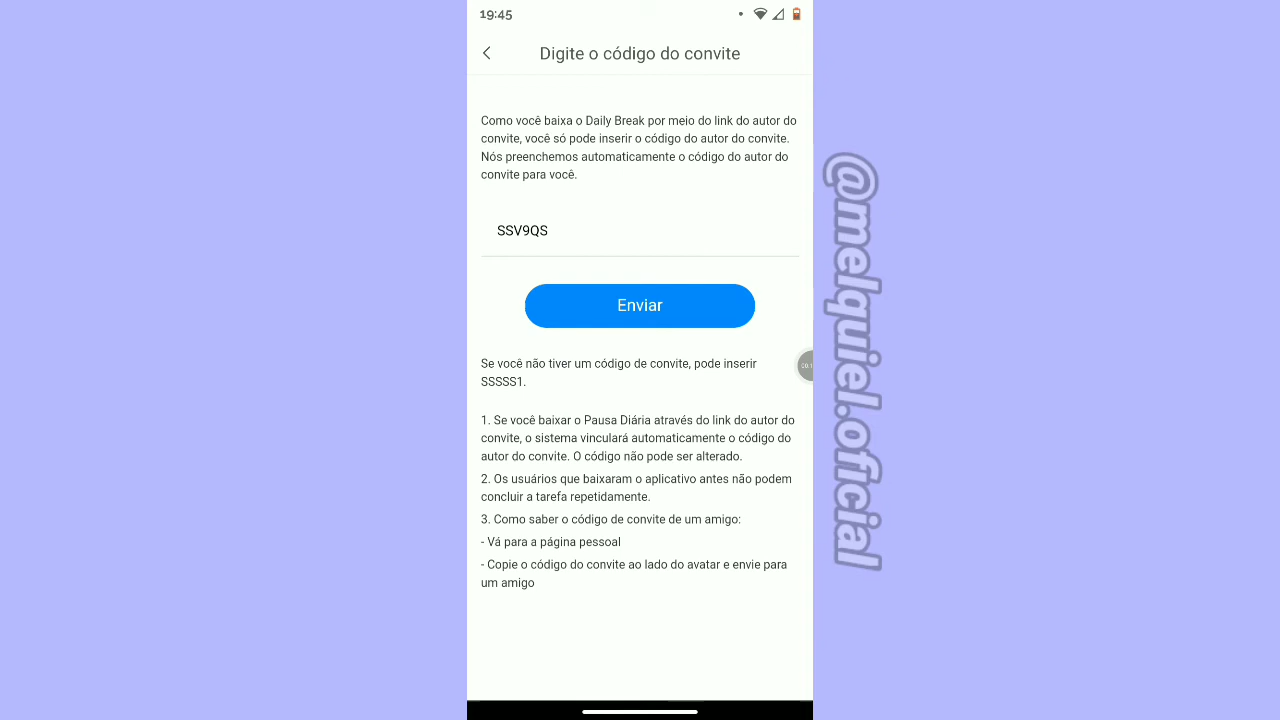 19:45
Digite o código do convite
Como você baixa o Daily Break por meio do link do autor do
convite, você só pode inserir o código do autor do convite.
Nós preenchemos automaticamente o código do autor do
convite para você.
SSV9QS
Enviar
Se você não tiver um código de convite, pode inserir
SSSSS1.
1. Se você baixar o Pausa Diária através do link do autor do
convite, o sistema vinculará automaticamente o código do
autor do convite. O código não pode ser alterado.
2. Os usuários que baixaram o aplicativo antes não podem
concluir a tarefa repetidamente.
3. Como saber o código de convite de um amigo:
- Vá para a página pessoal
- Copie o código do convite ao lado do avatar e envie para
um amigo
@melquiel.oficial